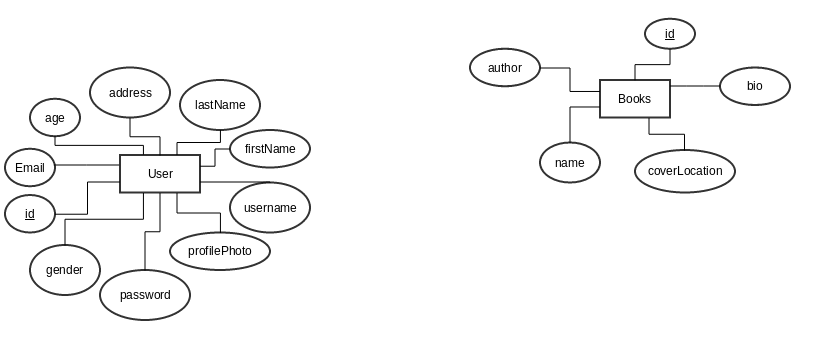 id
author
bio
Books
name
coverLocation
address
lastName
age
firstName
Email
User
id
username
gender
profilePhoto
password